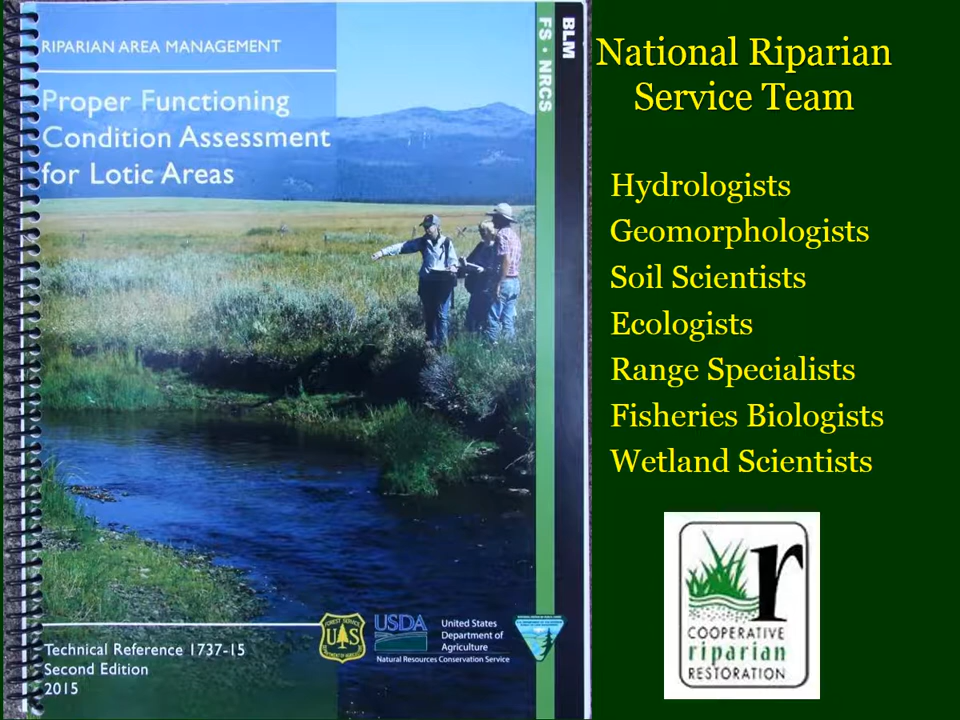 RIPARIAN AREA MANAGEMENT
Proper Functioning
Condition Assessment
for Lotic Areas
FS • NRCS
BLM
Technical Reference 1737-15
Second Edition
2015
UAS
USDA
United States
Department of
Agriculture
Natural Resources Conservation Service
National Riparian
Service Team
Hydrologists
Geomorphologists
Soil Scientists
Ecologists
Range Specialists
Fisheries Biologists
Wetland Scientists
r
COOPERATIVE
riparian
RESTORATION